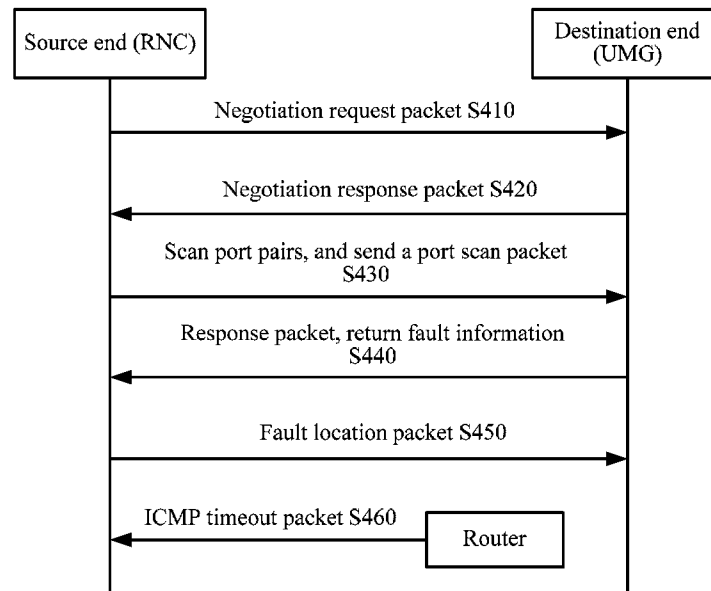 Source end (RNC)
Destination end
(UMG)
Negotiation request packet S410
Negotiation response packet S420
Scan port pairs, and send a port scan packet
S430
Response packet, return fault information
S440
Fault location packet S450
ICMP timeout packet S460
Router